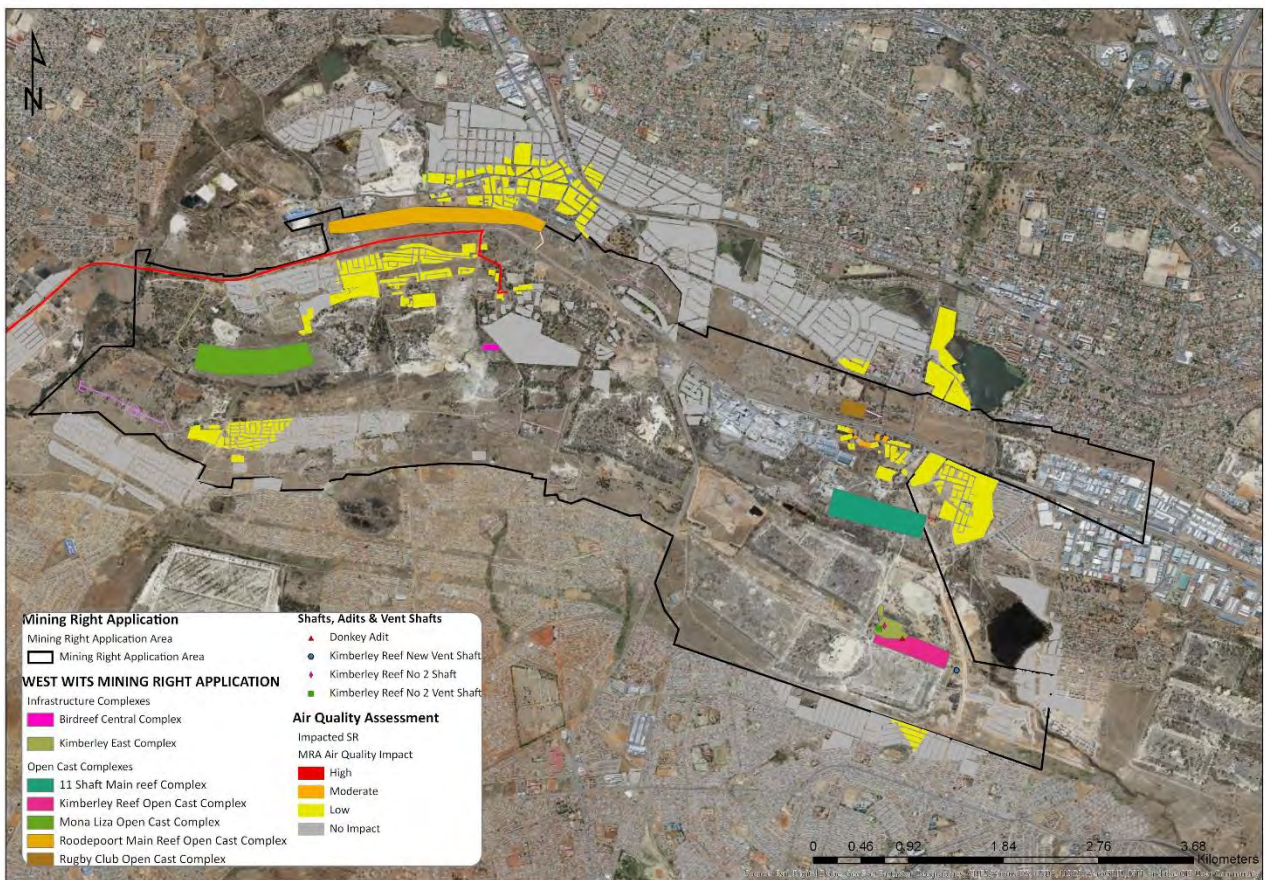 N
Mining Right Application
Mining Right Application Area
Mining Right Application Area
WEST WITS MINING RIGHT APPLICATION
Infrastructure Complexes
Birdreef Central Complex
Kimberley East Complex
Open Cast Complexes
11 Shaft Main reef Complex
Kimberley Reef Open Cast Complex
Mona Liza Open Cast Complex
Roodepoort Main Reef Open Cast Complex
Rugby Club Open Cast Complex
Shafts, Adits & Vent Shafts
Donkey Adit
Kimberley Reef New Vent Shaft
Kimberley Reef No 2 Shaft
Kimberley Reef No 2 Vent Shaft
Air Quality Assessment
Impacted SR
MRA Air Quality Impact
High
Moderate
Low
No Impact
0 0.46 0.92 1.84 2.76 3.68
Kilometers